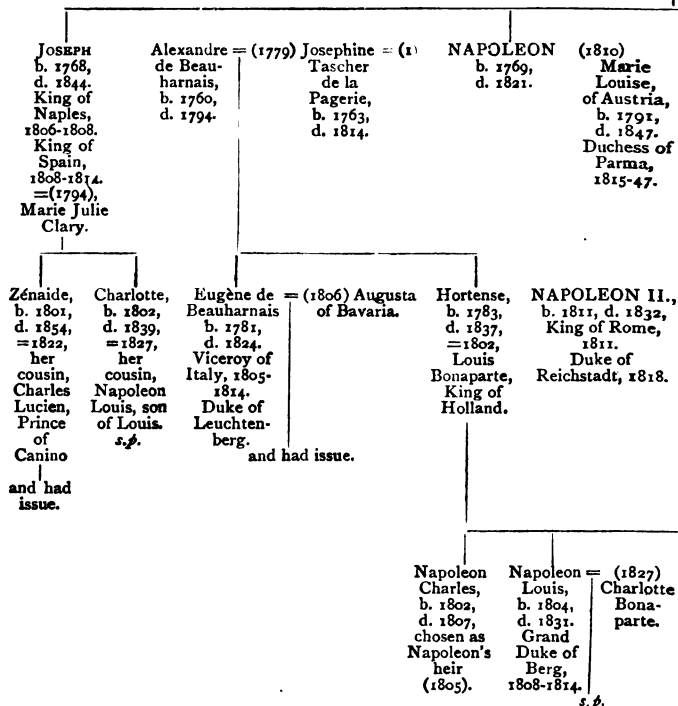 JOSEPH
b. 1768,
d. 1844.
King of
Naples,
1806-1808.
King of
Spain,
1808-1814.
=(1794),
Marie Julie
Clary.
Alexandre = (1779) Josephine = (1)
de Beau-
harnais,
b. 1760,
d. 1794.
Tascher
de la
Pagerie,
b. 1763,
d. 1814.
NAPOLEON
b. 1769,
d. 1821.
(1810)
Marie
Louise,
of Austria,
b. 1791,
d. 1847.
Duchess of
Parma,
1815-47.
Zénaide,
b. 1801,
d. 1854,
=1822,
her
cousin,
Charles
Lucien,
Prince
of
Canino
and had
issue.
Charlotte,
b. 1802,
d. 1839,
=1827,
her
cousin,
Napoleon
Louis, son
of Louis.
s.p.
Eugène de = (1806) Augusta
Beauharnais
b. 1781,
d. 1824.
Viceroy of
Italy, 1805-
1814.
Duke of
Leuchten-
berg.
of Bavaria.
and had issue.
Hortense,
b. 1783,
d. 1837,
=1802,
Louis
Bonaparte,
King of
Holland.
NAPOLEON II.,
b. 1811, d. 1832,
King of Rome,
1811.
Duke of
Reichstadt, 1818.
Napoleon
Charles,
b. 1802,
d. 1807,
chosen as
Napoleon's
heir
(1805).
Napoleon = (1827)
Louis,
b. 1804,
d. 1831.
Grand
Duke of
Berg,
1808-1814.
Charlotte
Bona-
parte.
s.p.